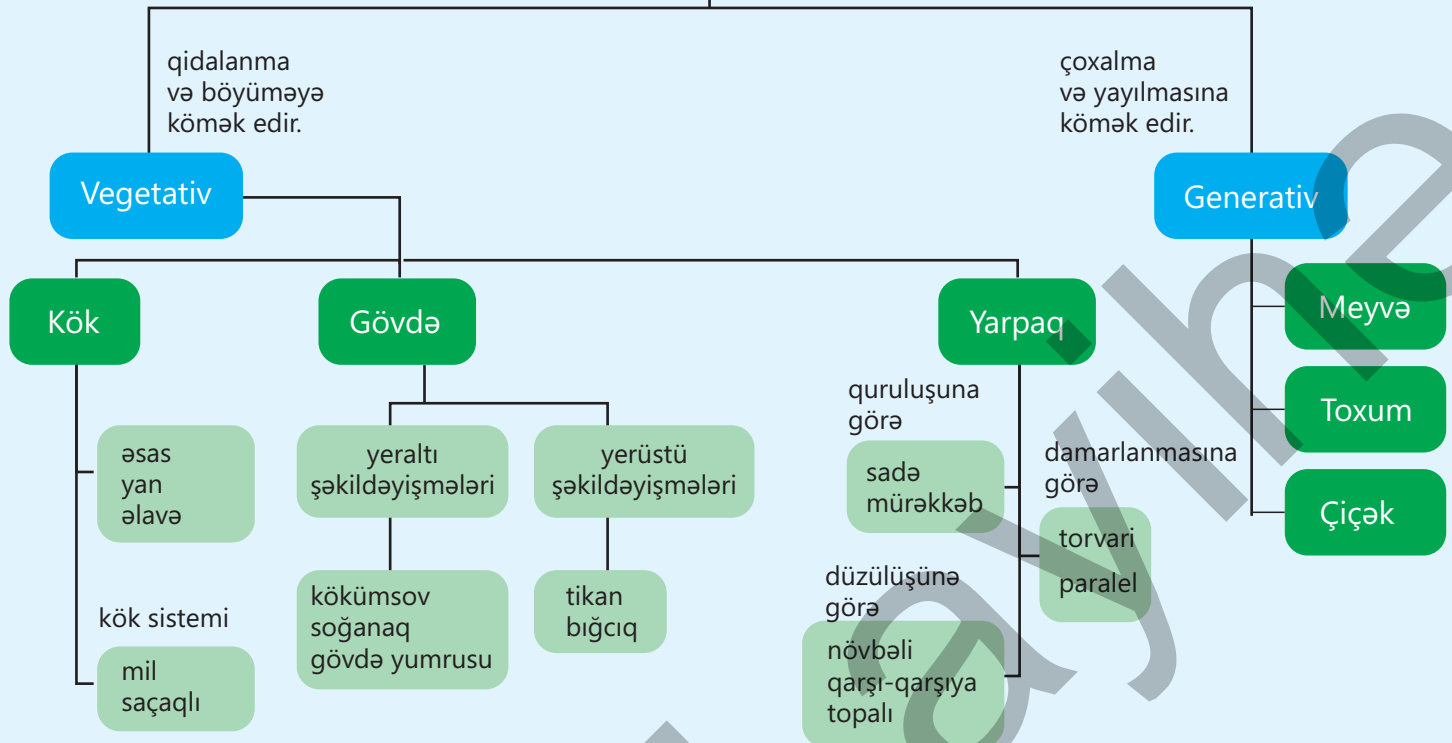 qidalanma
və böyüməyə
kömək edir.
çoxalma
və yayılmasına
kömək edir.
Vegetativ
Generativ
Kök
Gövdə
Yarpaq
Meyvə
Toxum
Çiçək
əsas
yan
əlavə
kök sistemi
mil
saçaqlı
yeraltı
şəkildəyişmələri
yerüstü
şəkildəyişmələri
kökümsov
soğanaq
gövdə yumrusu
tikan
bığcıq
quruluşuna
görə
sadə
mürəkkəb
damarlanmasına
görə
torvari
paralel
düzülüşünə
görə
növbəli
qarşı-qarşıya
topalı